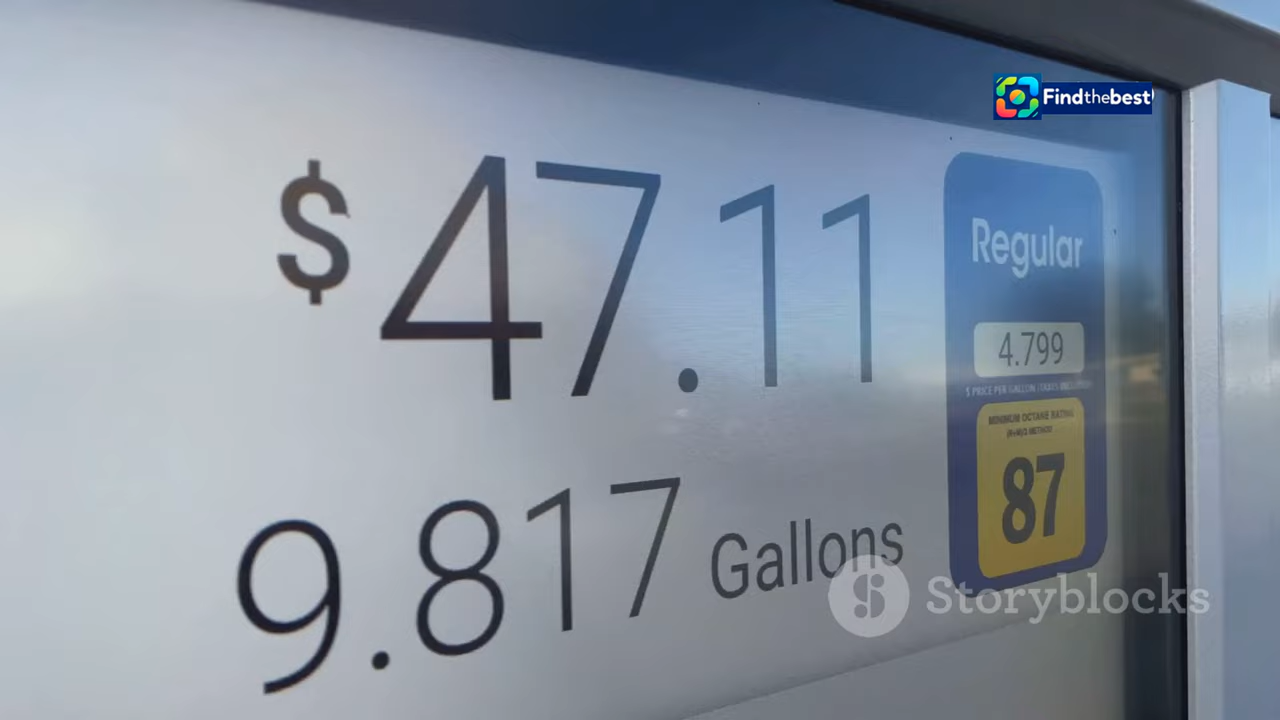 Findthebest
$47.11
Regular
4.799
$ PRICE PER GALLON (TAXES INCLUDED)
MINIMUM OCTANE RATING
(R+M)/2 METHOD
87
9.817 Gallons
Storyblocks